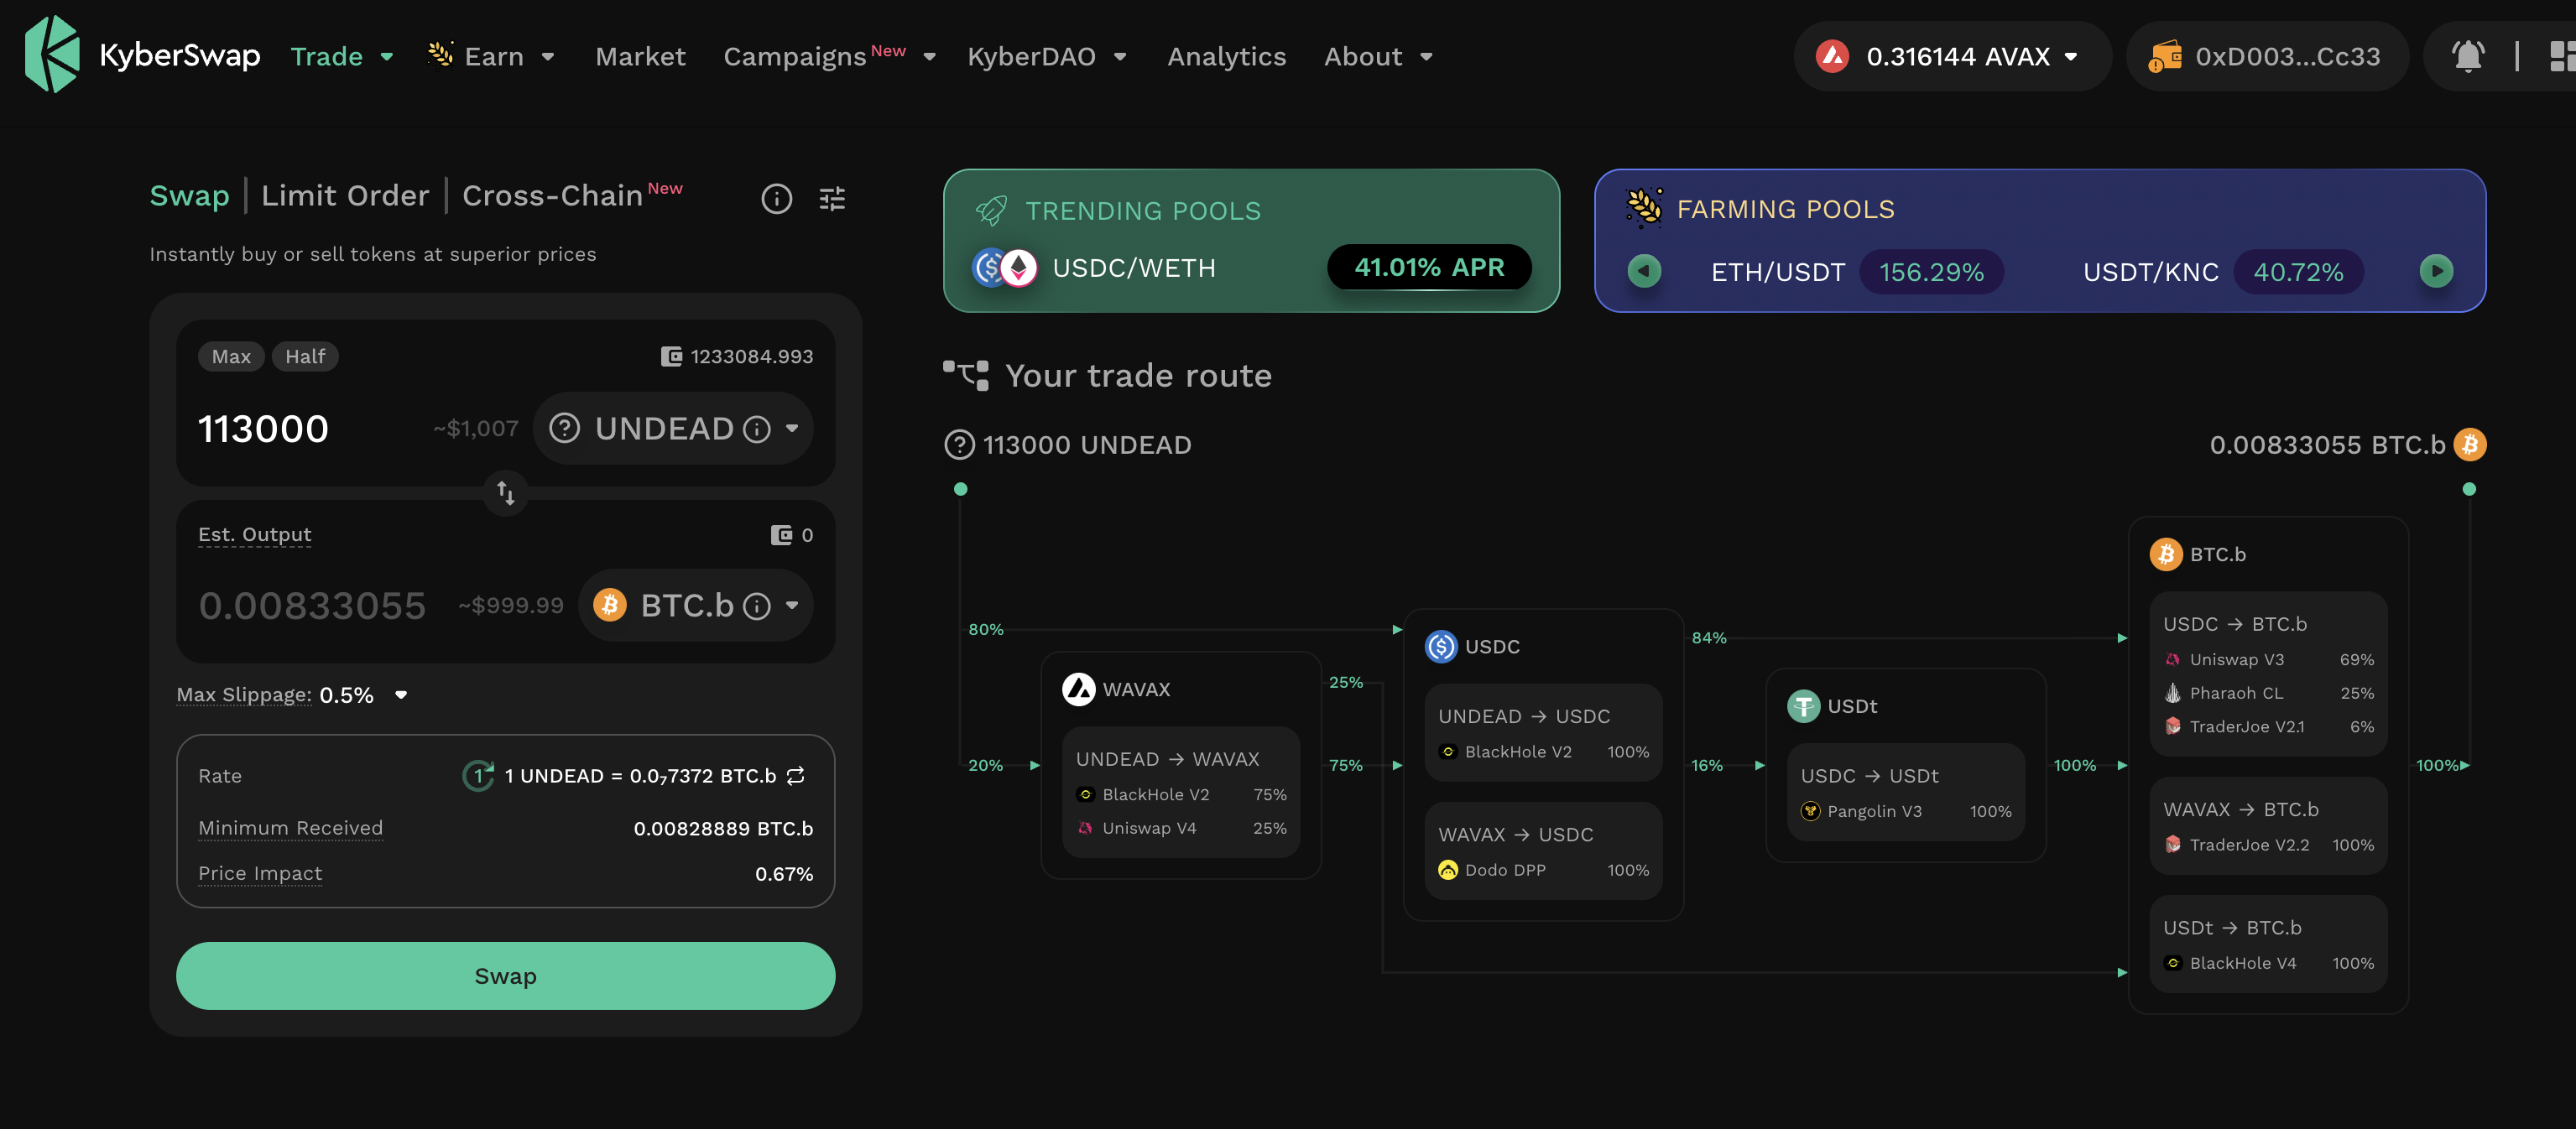 KyberSwap Trade Earn Market Campaigns New KyberDAO Analytics About 0.316144 AVAX 0xD003...Cc33
Swap | Limit Order | Cross-Chain New
Instantly buy or sell tokens at superior prices
Max Half 1233084.993
113000 ~$1,007 UNDEAD
Est. Output 0
0.00833055 ~$999.99 BTC.b
Max Slippage: 0.5%
Rate 1 1 UNDEAD = 0.0₇7372 BTC.b
Minimum Received 0.00828889 BTC.b
Price Impact 0.67%
Swap
TRENDING POOLS
USDC/WETH 41.01% APR
FARMING POOLS
ETH/USDT 156.29% USDT/KNC 40.72%
Your trade route
113000 UNDEAD 0.00833055 BTC.b
80%
20%
WAVAX
UNDEAD → WAVAX
BlackHole V2 75%
Uniswap V4 25%
25%
75%
USDC
UNDEAD → USDC
BlackHole V2 100%
WAVAX → USDC
Dodo DPP 100%
84%
16%
USDt
USDC → USDt
Pangolin V3 100%
100%
BTC.b
USDC → BTC.b
Uniswap V3 69%
Pharaoh CL 25%
TraderJoe V2.1 6%
WAVAX → BTC.b
TraderJoe V2.2 100%
USDt → BTC.b
BlackHole V4 100%
100%